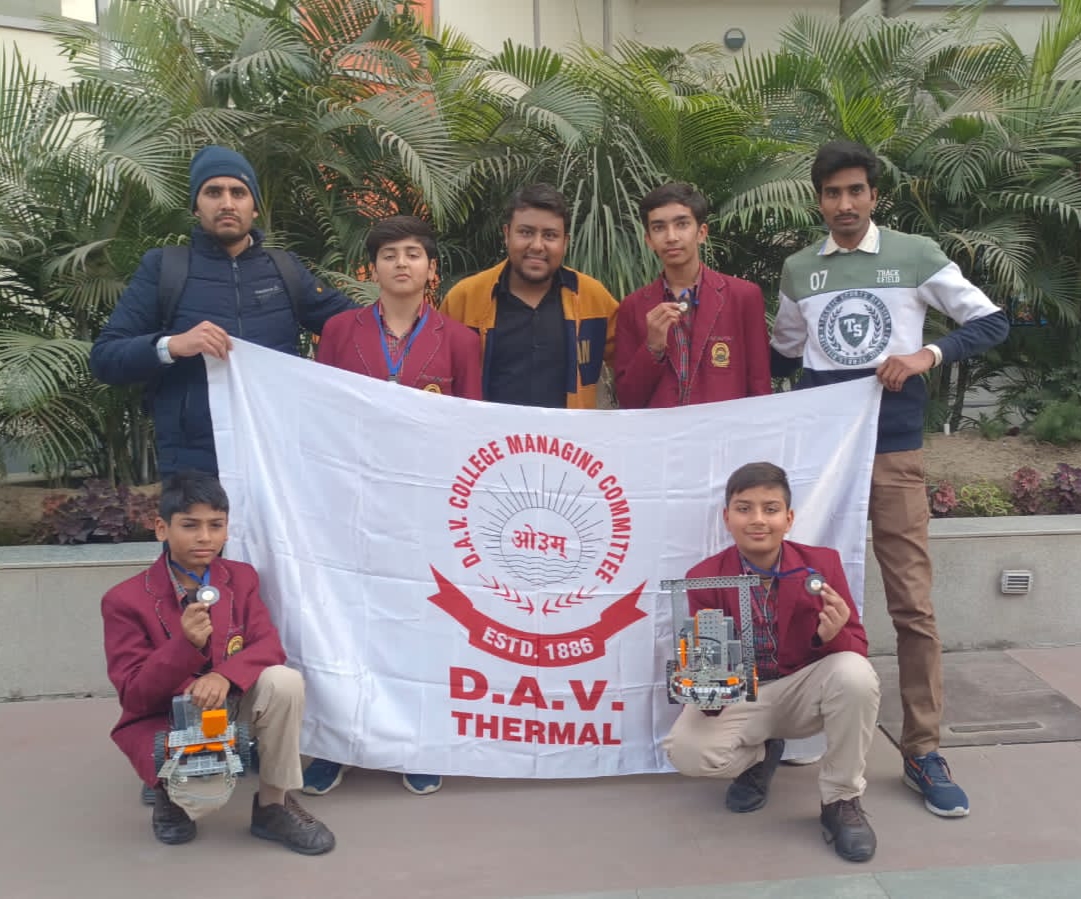 07
TRACK
&FIELD
TS
D.A.V. COLLEGE MANAGING COMMITTEE
ओ३म्
ESTD. 1886
D.A.V.
THERMAL